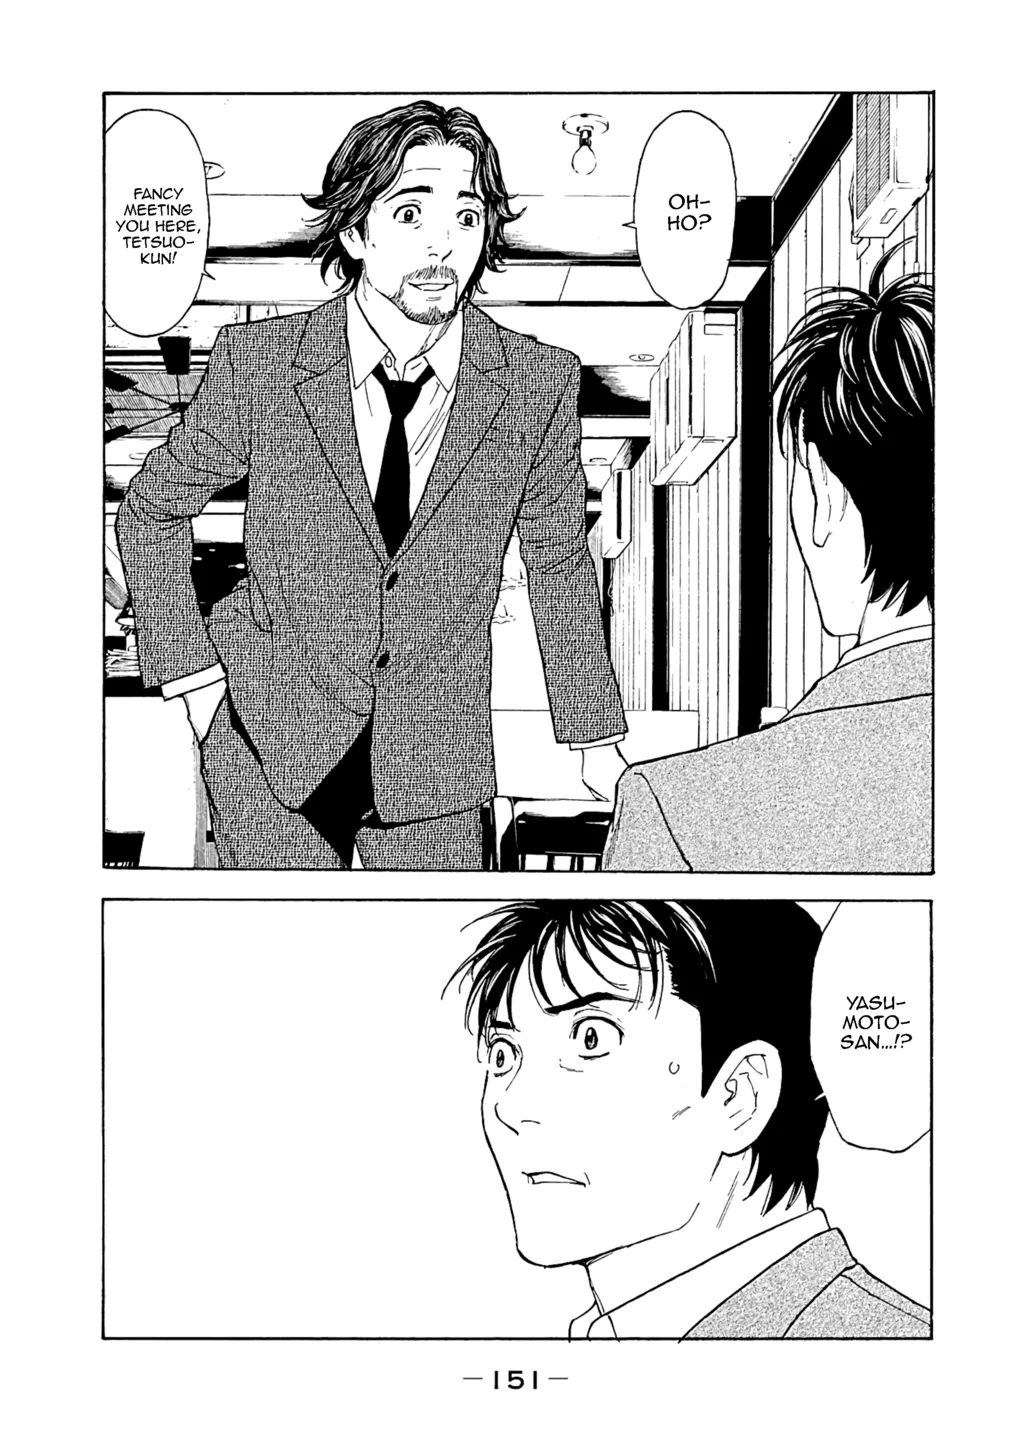 OH-
HO?
FANCY
MEETING
YOU HERE,
TETSUO-
KUN!
YASU-
MOTO-
SAN...!?
— 151 —